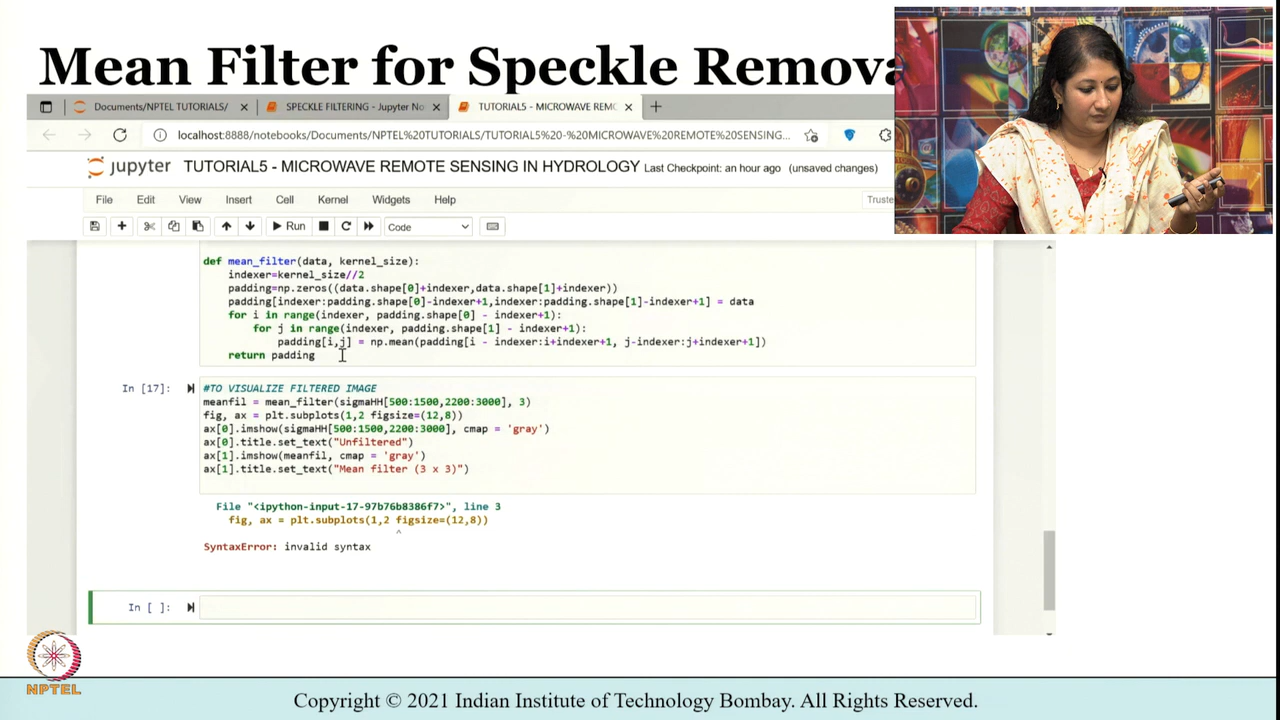 Mean Filter for Speckle Remova
Documents/NPTEL TUTORIALS/
SPECKLE FILTERING - Jupyter No
TUTORIAL5 - MICROWAVE REMO
localhost:8888/notebooks/Documents/NPTEL%20TUTORIALS/TUTORIAL5%20-%20MICROWAVE%20REMOTE%20SENSING...
jupyter TUTORIAL5 - MICROWAVE REMOTE SENSING IN HYDROLOGY Last Checkpoint: an hour ago (unsaved changes)
File Edit View Insert Cell Kernel Widgets Help Truste
Run Code
def mean_filter(data, kernel_size):
indexer=kernel_size//2
padding=np.zeros((data.shape[0]+indexer,data.shape[1]+indexer))
padding[indexer:padding.shape[0]-indexer+1,indexer:padding.shape[1]-indexer+1] = data
for i in range(indexer, padding.shape[0] - indexer+1):
for j in range(indexer, padding.shape[1] - indexer+1):
padding[i,j] = np.mean(padding[i - indexer:i+indexer+1, j-indexer:j+indexer+1])
return padding
In [17]:
#TO VISUALIZE FILTERED IMAGE
meanfil = mean_filter(sigmaHH[500:1500,2200:3000], 3)
fig, ax = plt.subplots(1,2 figsize=(12,8))
ax[0].imshow(sigmaHH[500:1500,2200:3000], cmap = 'gray')
ax[0].title.set_text("Unfiltered")
ax[1].imshow(meanfil, cmap = 'gray')
ax[1].title.set_text("Mean filter (3 x 3)")
File "<ipython-input-17-97b76b8386f7>", line 3
fig, ax = plt.subplots(1,2 figsize=(12,8))
^
SyntaxError: invalid syntax
In [ ]:
NPTEL
Copyright © 2021 Indian Institute of Technology Bombay. All Rights Reserved.